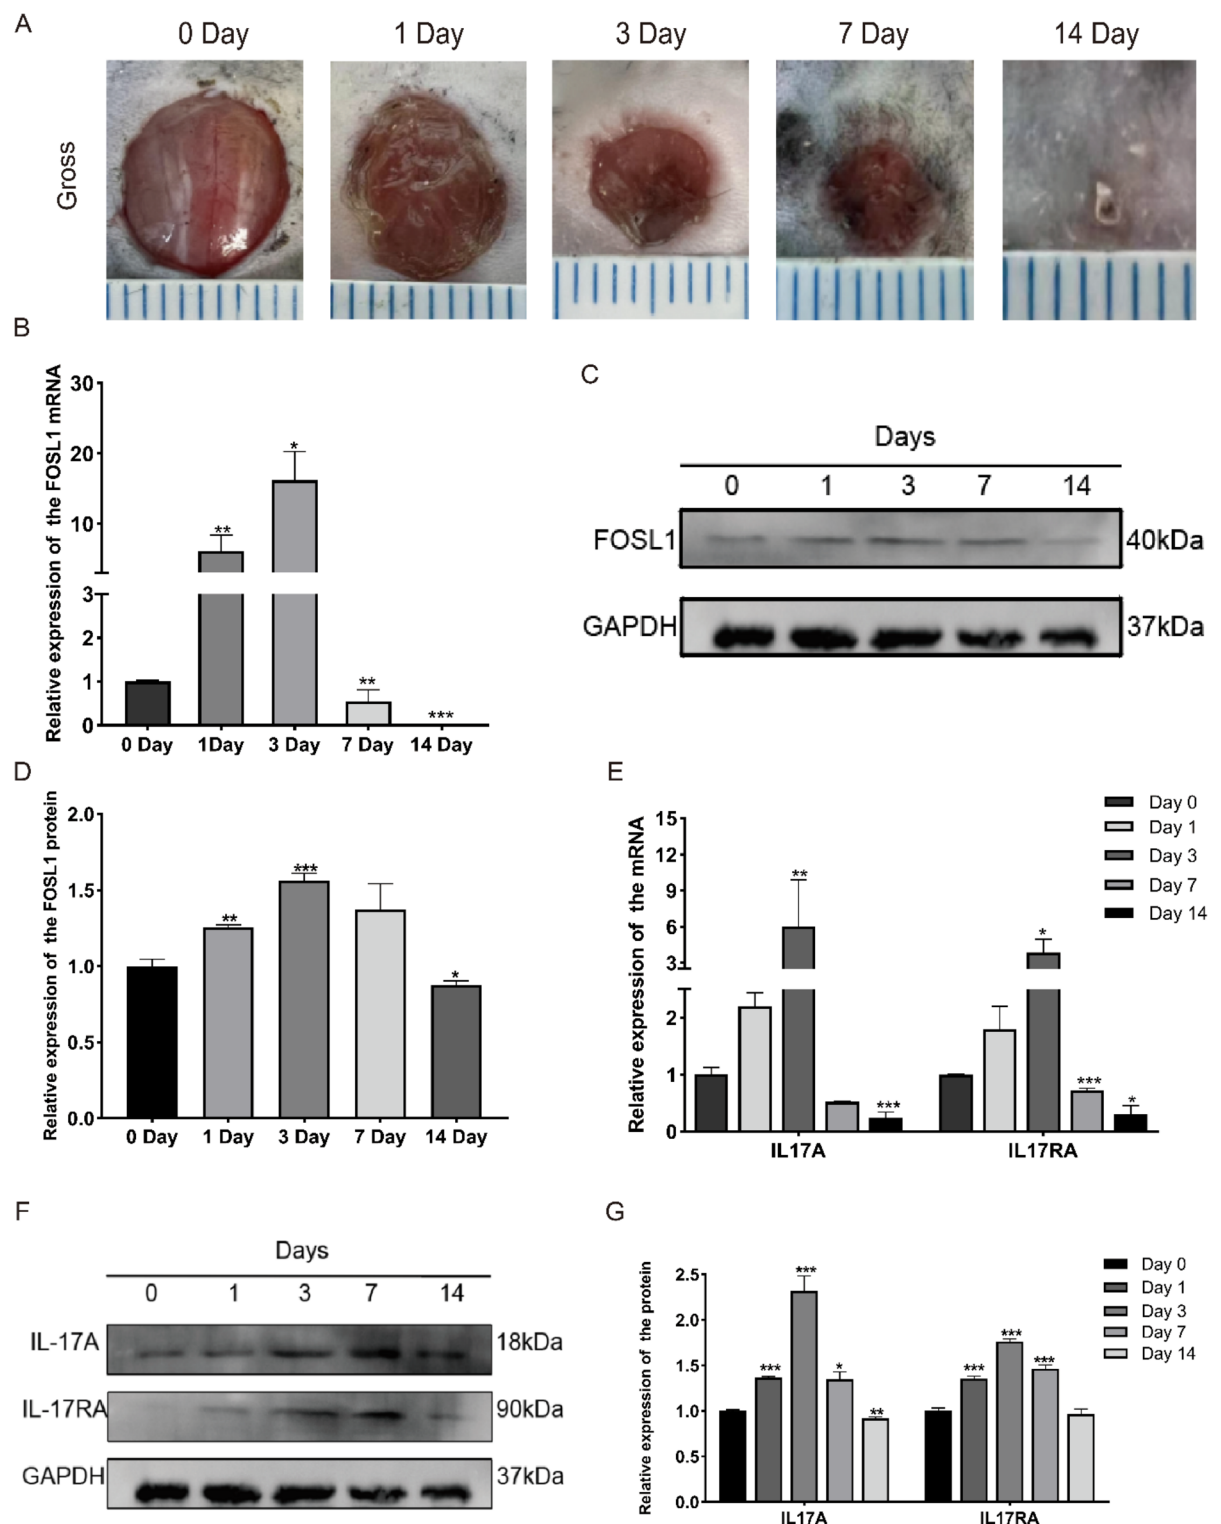 A
0 Day
1 Day
3 Day
7 Day
14 Day
Gross
B
Relative expression of the FOSL1 mRNA
30
20
10
3
2
1
0
**
*
**
***
0 Day
1Day
3 Day
7 Day
14 Day
C
Days
0 1 3 7 14
FOSL1
40kDa
GAPDH
37kDa
D
Relative expression of the FOSL1 protein
2.0
1.5
1.0
0.5
0.0
**
***
*
0 Day
1 Day
3 Day
7 Day
14 Day
E
Relative expression of the mRNA
15
12
9
6
3
2
1
0
**
***
*
***
*
IL17A
IL17RA
Day 0
Day 1
Day 3
Day 7
Day 14
F
Days
0 1 3 7 14
IL-17A
18kDa
IL-17RA
90kDa
GAPDH
37kDa
G
Relative expression of the protein
2.5
2.0
1.5
1.0
0.5
0.0
***
***
*
**
***
***
***
IL17A
IL17RA
Day 0
Day 1
Day 3
Day 7
Day 14